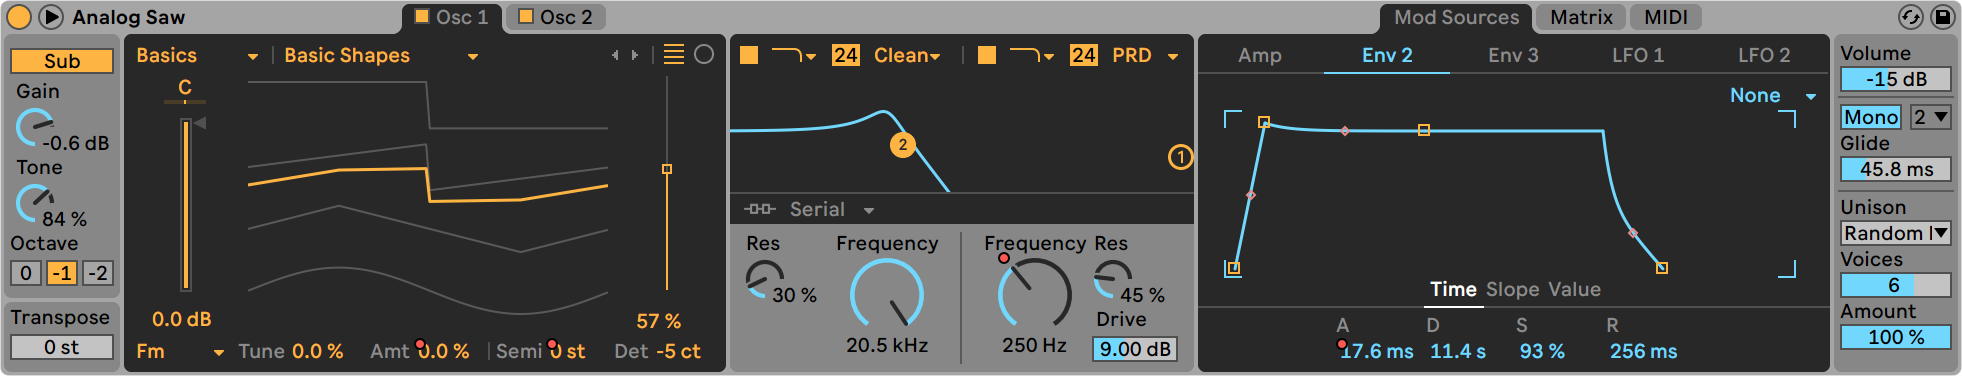 Analog Saw
Osc 1
Osc 2
Mod Sources
Matrix
MIDI
Sub
Gain
-0.6 dB
Tone
84 %
Octave
0 -1 -2
Transpose
0 st
Basics
Basic Shapes
C
0.0 dB
57 %
Fm
Tune 0.0 %
Amt 0.0 %
Semi 0 st
Det -5 ct
24 Clean
24 PRD
2
1
Serial
Res
30 %
Frequency
20.5 kHz
Frequency
250 Hz
Res
45 %
Drive
9.00 dB
Amp Env 2 Env 3 LFO 1 LFO 2
None
Time Slope Value
A D S R
17.6 ms 11.4 s 93 % 256 ms
Volume
-15 dB
Mono 2
Glide
45.8 ms
Unison
Random
Voices
6
Amount
100 %